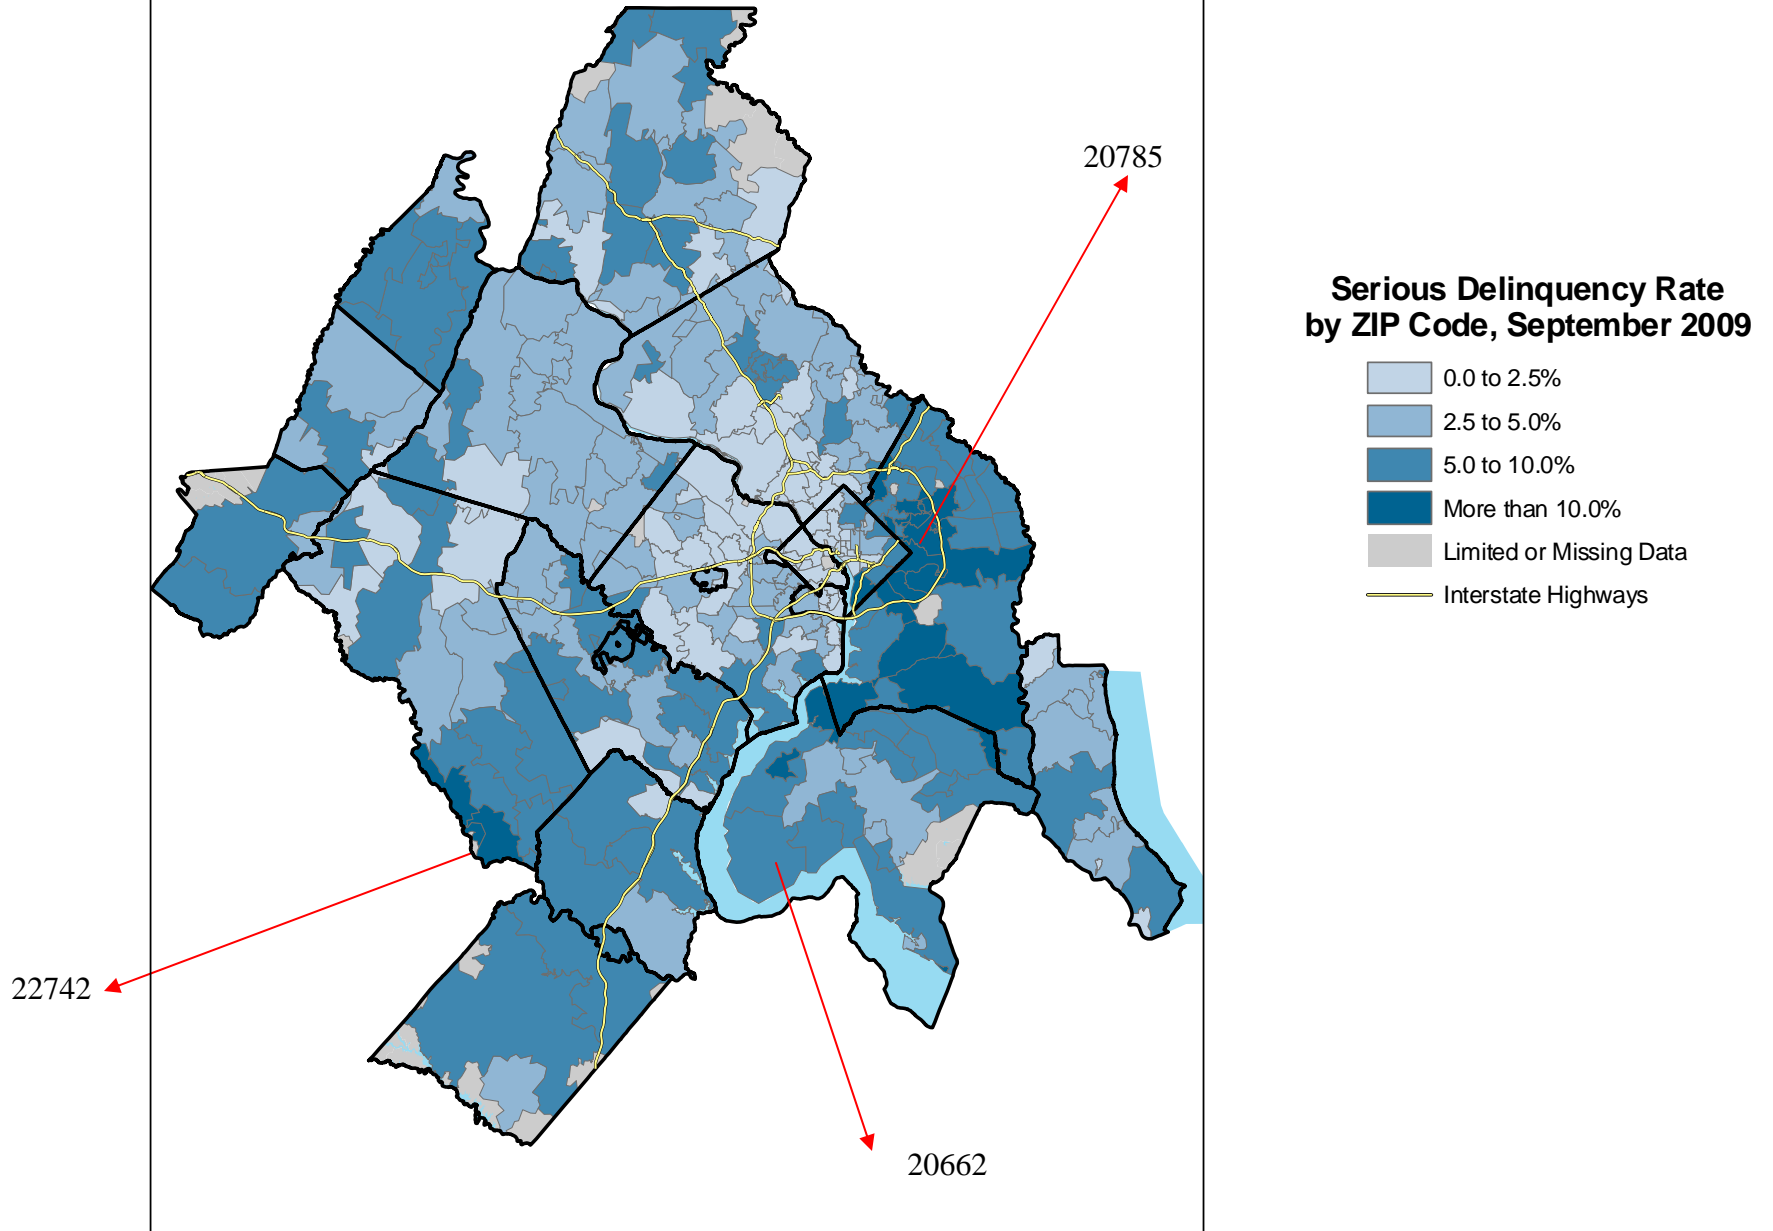 20785
Serious Delinquency Rate
by ZIP Code, September 2009
0.0 to 2.5%
2.5 to 5.0%
5.0 to 10.0%
More than 10.0%
Limited or Missing Data
Interstate Highways
22742
20662